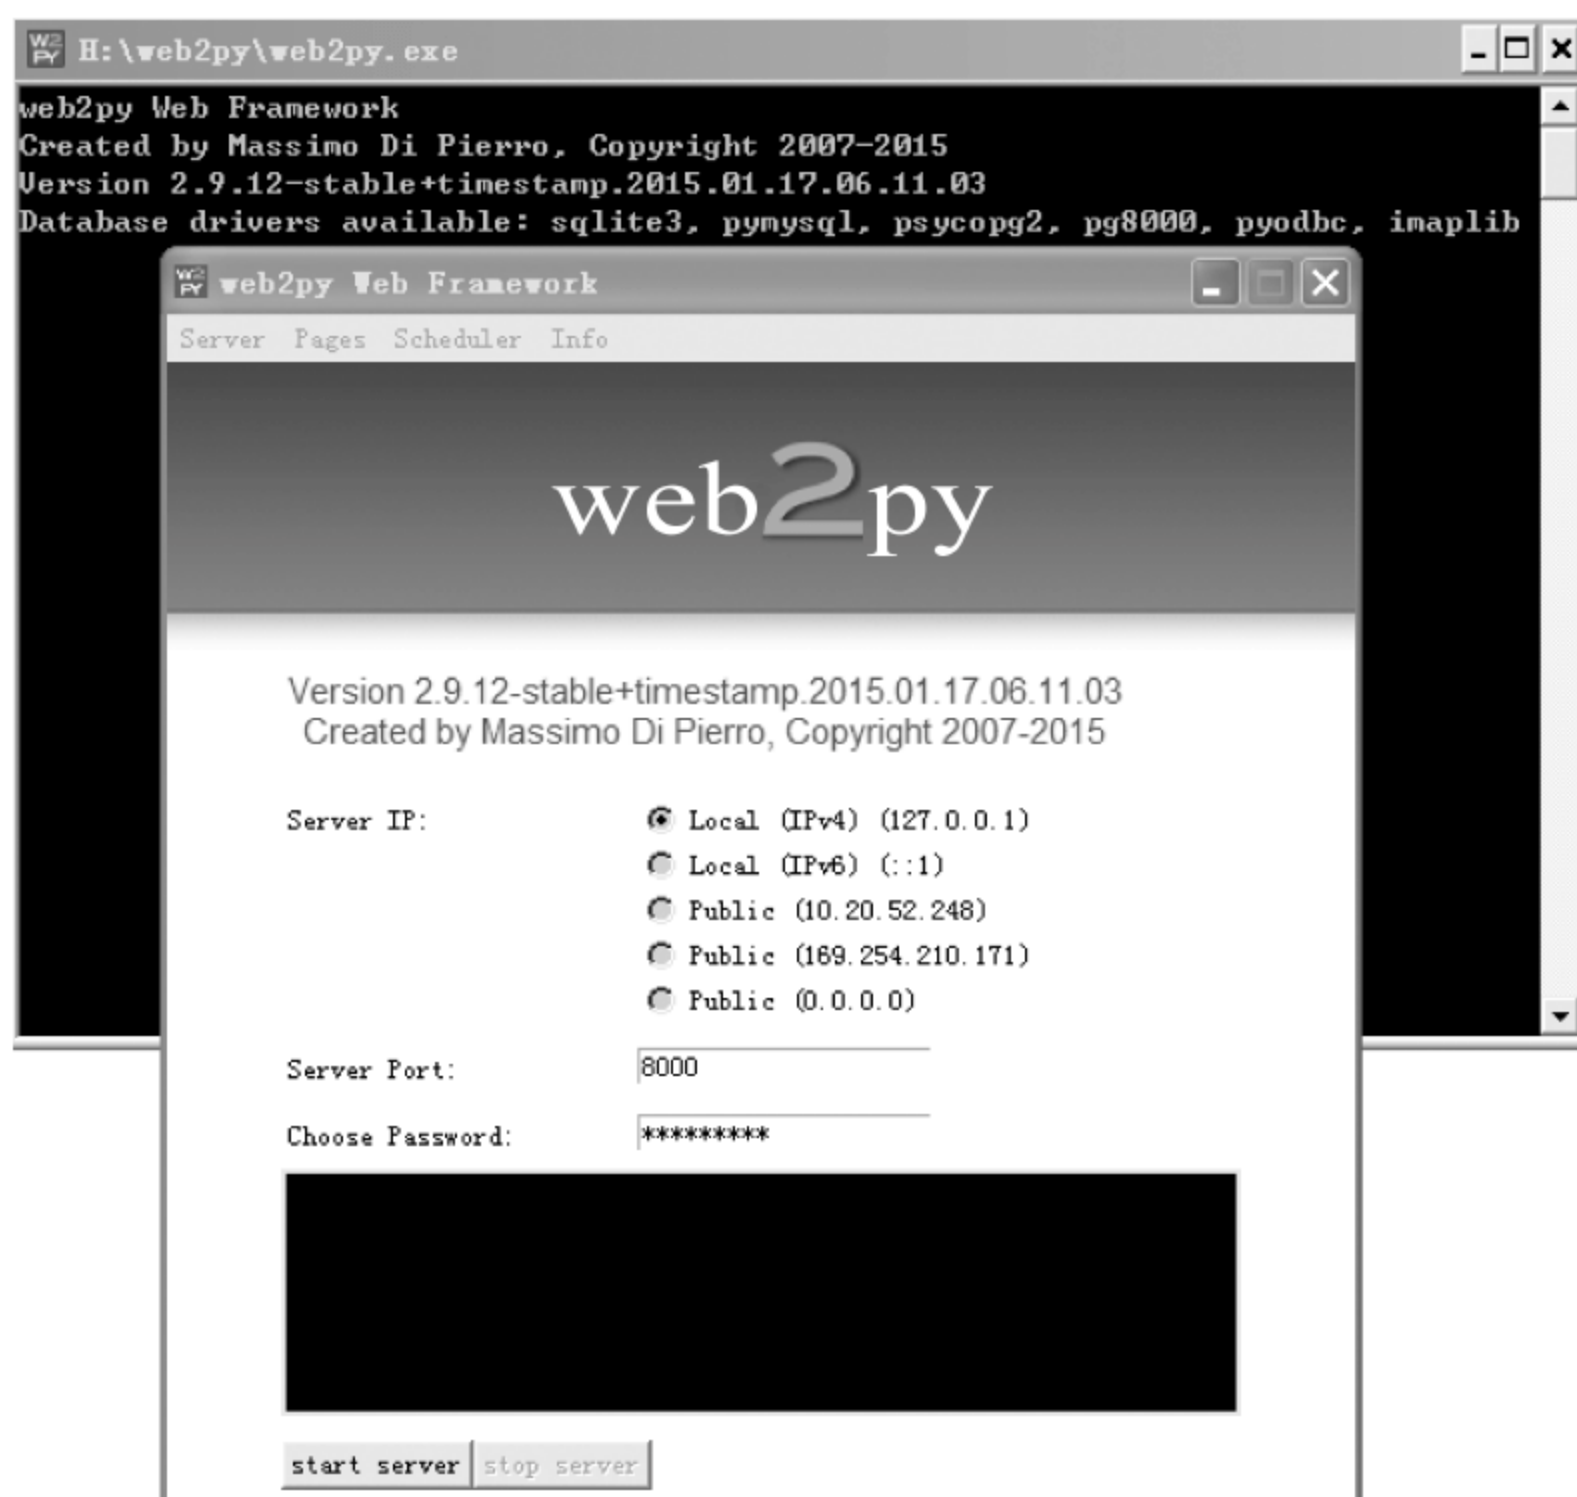 W2PY H:\web2py\web2py.exe
web2py Web Framework
Created by Massimo Di Pierro, Copyright 2007-2015
Version 2.9.12-stable+timestamp.2015.01.17.06.11.03
Database drivers available: sqlite3, pymysql, psycopg2, pg8000, pyodbc, imaplib
W2PY web2py Web Framework
Server Pages Scheduler Info
web2py
Version 2.9.12-stable+timestamp.2015.01.17.06.11.03
Created by Massimo Di Pierro, Copyright 2007-2015
Server IP: Local (IPv4) (127.0.0.1)
Local (IPv6) (::1)
Public (10.20.52.248)
Public (169.254.210.171)
Public (0.0.0.0)
Server Port: 8000
Choose Password: *********
start server stop server